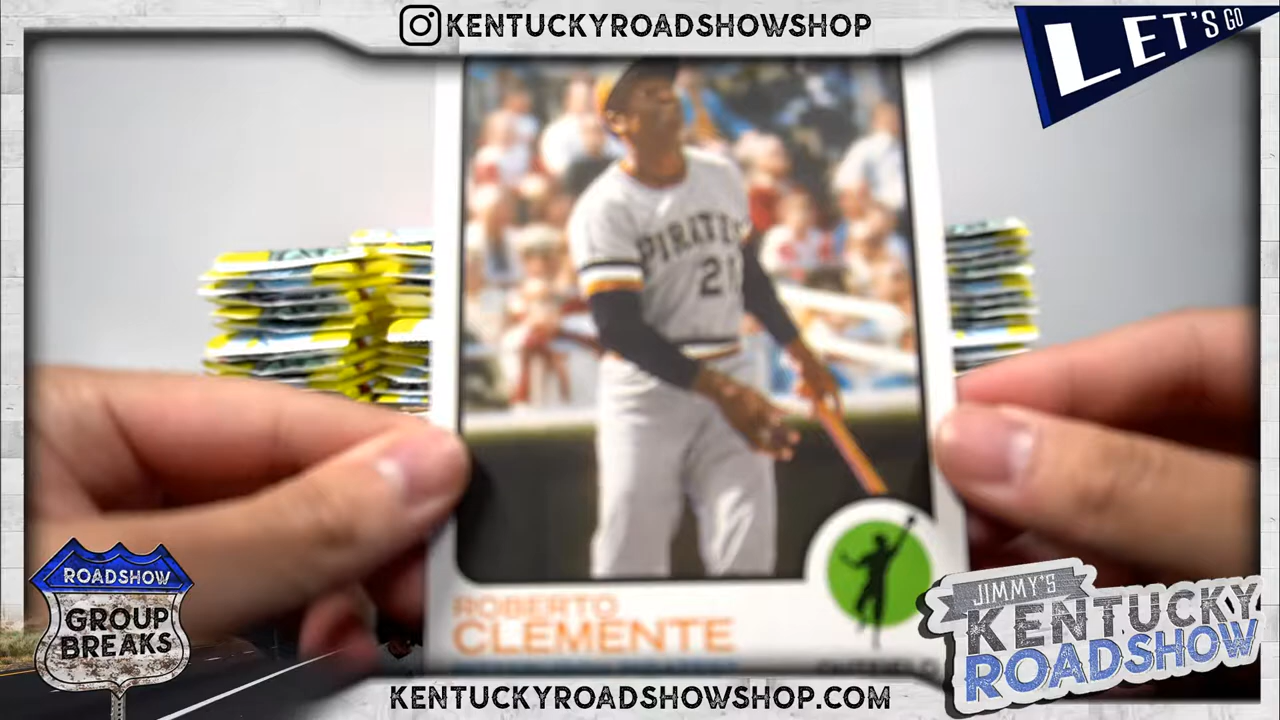 KENTUCKYROADSHOWSHOP
LET'S GO
PIRATES
21
ROBERTO
CLEMENTE
ROADSHOW
GROUP
BREAKS
JIMMY'S
KENTUCKY
ROADSHOW
KENTUCKYROADSHOWSHOP.COM